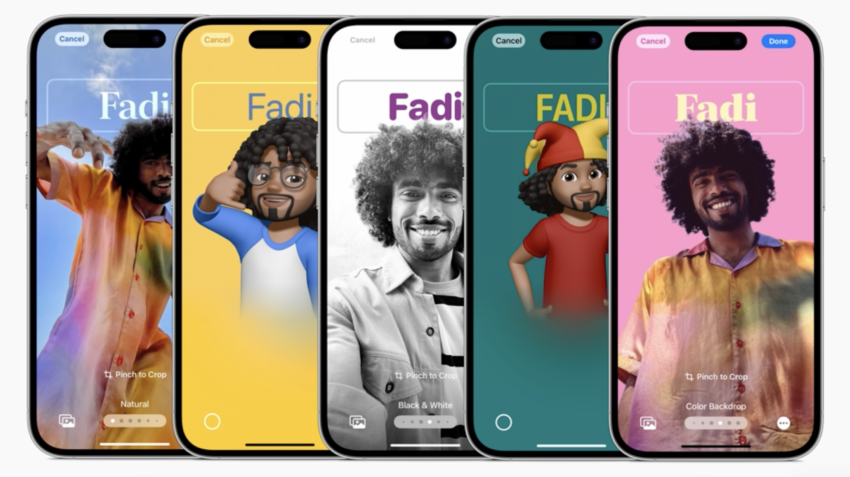 Cancel
Fadi
Pinch to Crop
Natural
Cancel
Fadi
Cancel
Fadi
Pinch to Crop
Black & White
Cancel
FADI
Cancel
Done
Fadi
Pinch to Crop
Color Backdrop